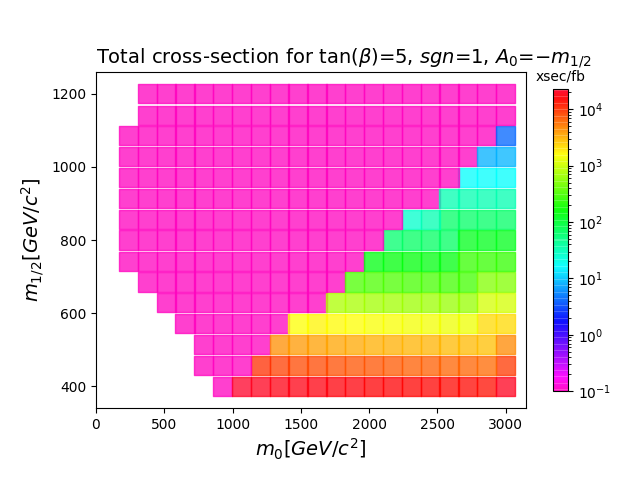 Total cross-section for tan(β)=5, sgn=1, A₀=−m₁/₂
xsec/fb
10⁴
10³
10²
10¹
10⁰
10⁻¹
m₁/₂[GeV/c²]
1200
1000
800
600
400
0 500 1000 1500 2000 2500 3000
m₀[GeV/c²]